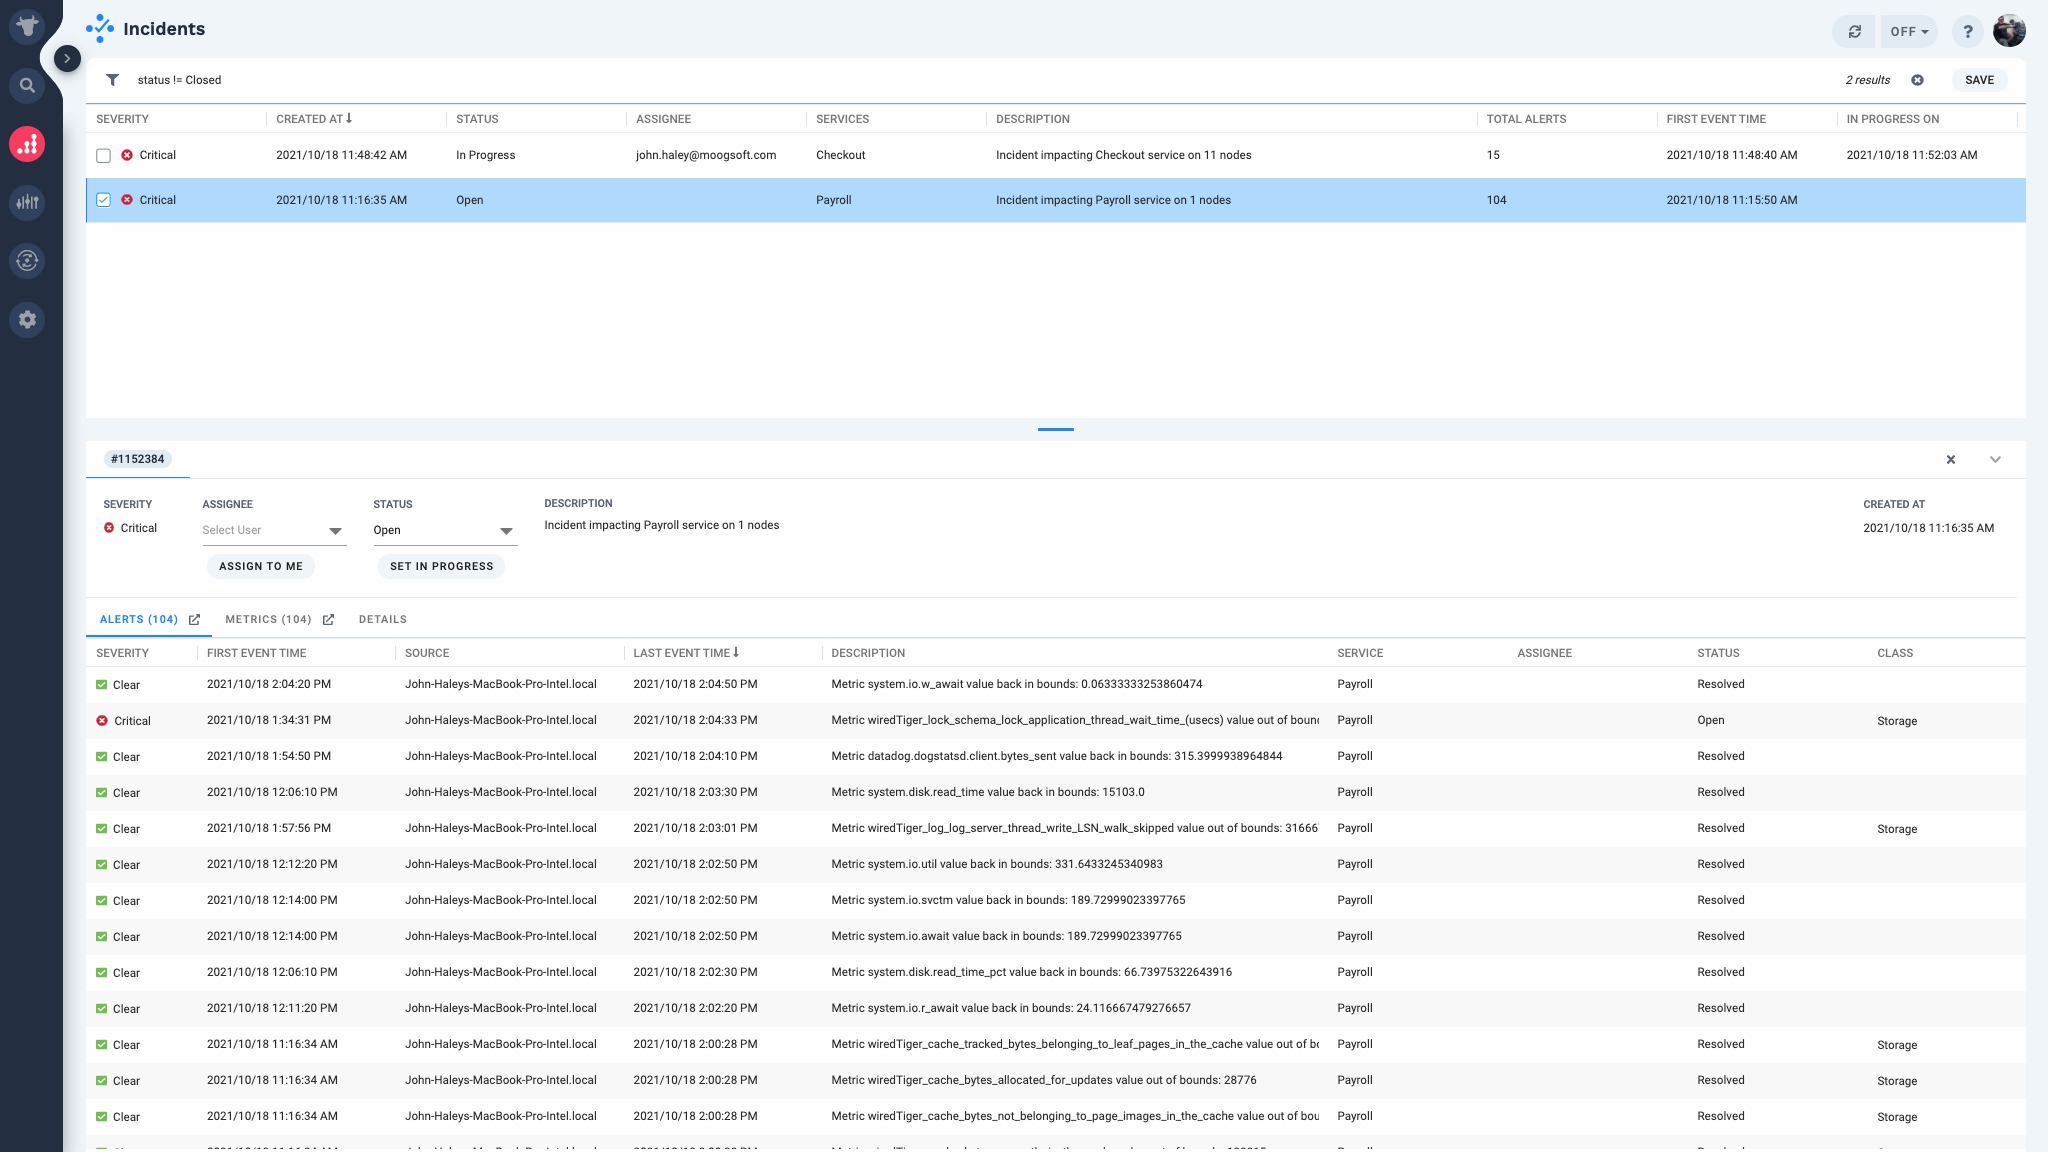 Incidents
OFF
?
status != Closed
2 results
SAVE
SEVERITY CREATED AT STATUS ASSIGNEE SERVICES DESCRIPTION TOTAL ALERTS FIRST EVENT TIME IN PROGRESS ON
Critical 2021/10/18 11:48:42 AM In Progress john.haley@moogsoft.com Checkout Incident impacting Checkout service on 11 nodes 15 2021/10/18 11:48:40 AM 2021/10/18 11:52:03 AM
Critical 2021/10/18 11:16:35 AM Open Payroll Incident impacting Payroll service on 1 nodes 104 2021/10/18 11:15:50 AM
#1152384
SEVERITY ASSIGNEE STATUS DESCRIPTION CREATED AT
Critical Select User Open Incident impacting Payroll service on 1 nodes 2021/10/18 11:16:35 AM
ASSIGN TO ME SET IN PROGRESS
ALERTS (104) METRICS (104) DETAILS
SEVERITY FIRST EVENT TIME SOURCE LAST EVENT TIME DESCRIPTION SERVICE ASSIGNEE STATUS CLASS
Clear 2021/10/18 2:04:20 PM John-Haleys-MacBook-Pro-Intel.local 2021/10/18 2:04:50 PM Metric system.io.w_await value back in bounds: 0.06333333253860474 Payroll Resolved
Critical 2021/10/18 1:34:31 PM John-Haleys-MacBook-Pro-Intel.local 2021/10/18 2:04:33 PM Metric wiredTiger_lock_schema_lock_application_thread_wait_time_(usecs) value out of boun Payroll Open Storage
Clear 2021/10/18 1:54:50 PM John-Haleys-MacBook-Pro-Intel.local 2021/10/18 2:04:10 PM Metric datadog.dogstatsd.client.bytes_sent value back in bounds: 315.3999938964844 Payroll Resolved
Clear 2021/10/18 12:06:10 PM John-Haleys-MacBook-Pro-Intel.local 2021/10/18 2:03:30 PM Metric system.disk.read_time value back in bounds: 15103.0 Payroll Resolved
Clear 2021/10/18 1:57:56 PM John-Haleys-MacBook-Pro-Intel.local 2021/10/18 2:03:01 PM Metric wiredTiger_log_log_server_thread_write_LSN_walk_skipped value out of bounds: 31666 Payroll Resolved Storage
Clear 2021/10/18 12:12:20 PM John-Haleys-MacBook-Pro-Intel.local 2021/10/18 2:02:50 PM Metric system.io.util value back in bounds: 331.6433245340983 Payroll Resolved
Clear 2021/10/18 12:14:00 PM John-Haleys-MacBook-Pro-Intel.local 2021/10/18 2:02:50 PM Metric system.io.svctm value back in bounds: 189.72999023397765 Payroll Resolved
Clear 2021/10/18 12:14:00 PM John-Haleys-MacBook-Pro-Intel.local 2021/10/18 2:02:50 PM Metric system.io.await value back in bounds: 189.72999023397765 Payroll Resolved
Clear 2021/10/18 12:06:10 PM John-Haleys-MacBook-Pro-Intel.local 2021/10/18 2:02:30 PM Metric system.disk.read_time_pct value back in bounds: 66.73975322643916 Payroll Resolved
Clear 2021/10/18 12:11:20 PM John-Haleys-MacBook-Pro-Intel.local 2021/10/18 2:02:20 PM Metric system.io.r_await value back in bounds: 24.116667479276657 Payroll Resolved
Clear 2021/10/18 11:16:34 AM John-Haleys-MacBook-Pro-Intel.local 2021/10/18 2:00:28 PM Metric wiredTiger_cache_tracked_bytes_belonging_to_leaf_pages_in_the_cache value out of bo Payroll Resolved Storage
Clear 2021/10/18 11:16:34 AM John-Haleys-MacBook-Pro-Intel.local 2021/10/18 2:00:28 PM Metric wiredTiger_cache_bytes_allocated_for_updates value out of bounds: 28776 Payroll Resolved Storage
Clear 2021/10/18 11:16:34 AM John-Haleys-MacBook-Pro-Intel.local 2021/10/18 2:00:28 PM Metric wiredTiger_cache_bytes_not_belonging_to_page_images_in_the_cache value out of bou Payroll Resolved Storage